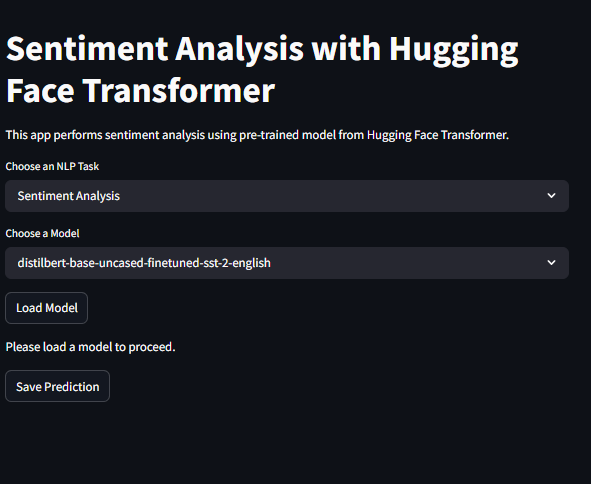 Sentiment Analysis with Hugging
Face Transformer
This app performs sentiment analysis using pre-trained model from Hugging Face Transformer.
Choose an NLP Task
Sentiment Analysis
Choose a Model
distilbert-base-uncased-finetuned-sst-2-english
Load Model
Please load a model to proceed.
Save Prediction